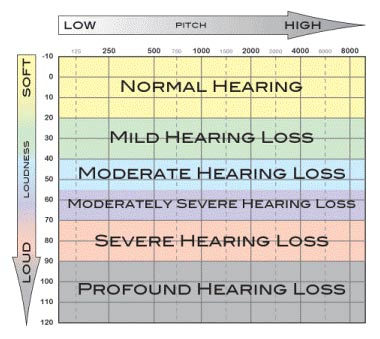 LOW PITCH HIGH
125 250 500 750 1000 1500 2000 3000 4000 6000 8000
SOFT
LOUDNESS
LOUD
-10
0
10
20
30
40
50
60
70
80
90
100
110
120
NORMAL HEARING
MILD HEARING LOSS
MODERATE HEARING LOSS
MODERATELY SEVERE HEARING LOSS
SEVERE HEARING LOSS
PROFOUND HEARING LOSS